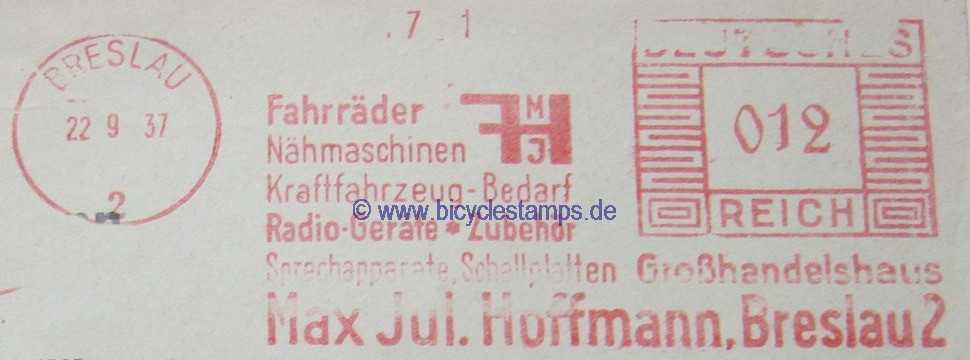 .7 1
BRESLAU
22 9 37
2
Fahrräder
Nähmaschinen
MJH
Kraftfahrzeug-Bedarf
Radio-Geräte * Zubehör
Sprechapparate, Schallplatten Großhandelshaus
Max Jul. Hoffmann, Breslau 2
DEUTSCHES
012
REICH
© www.bicyclestamps.de